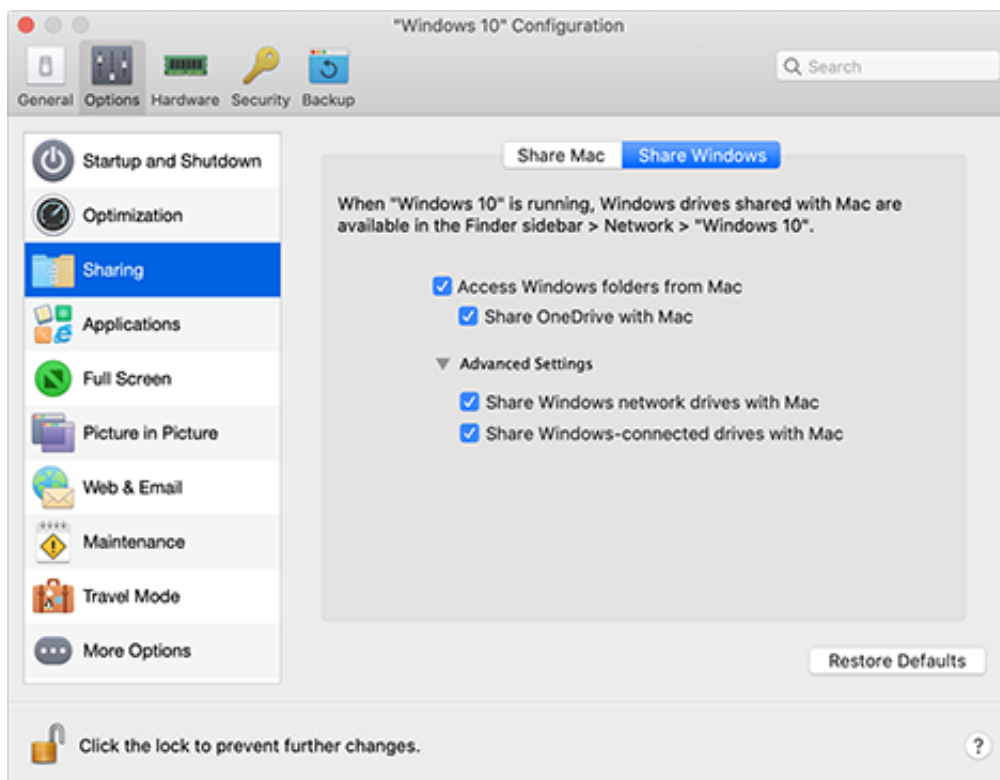 "Windows 10" Configuration
General Options Hardware Security Backup
Search
Startup and Shutdown
Optimization
Sharing
Applications
Full Screen
Picture in Picture
Web & Email
Maintenance
Travel Mode
More Options
Share Mac Share Windows
When "Windows 10" is running, Windows drives shared with Mac are
available in the Finder sidebar > Network > "Windows 10".
Access Windows folders from Mac
Share OneDrive with Mac
Advanced Settings
Share Windows network drives with Mac
Share Windows-connected drives with Mac
Restore Defaults
Click the lock to prevent further changes.
?